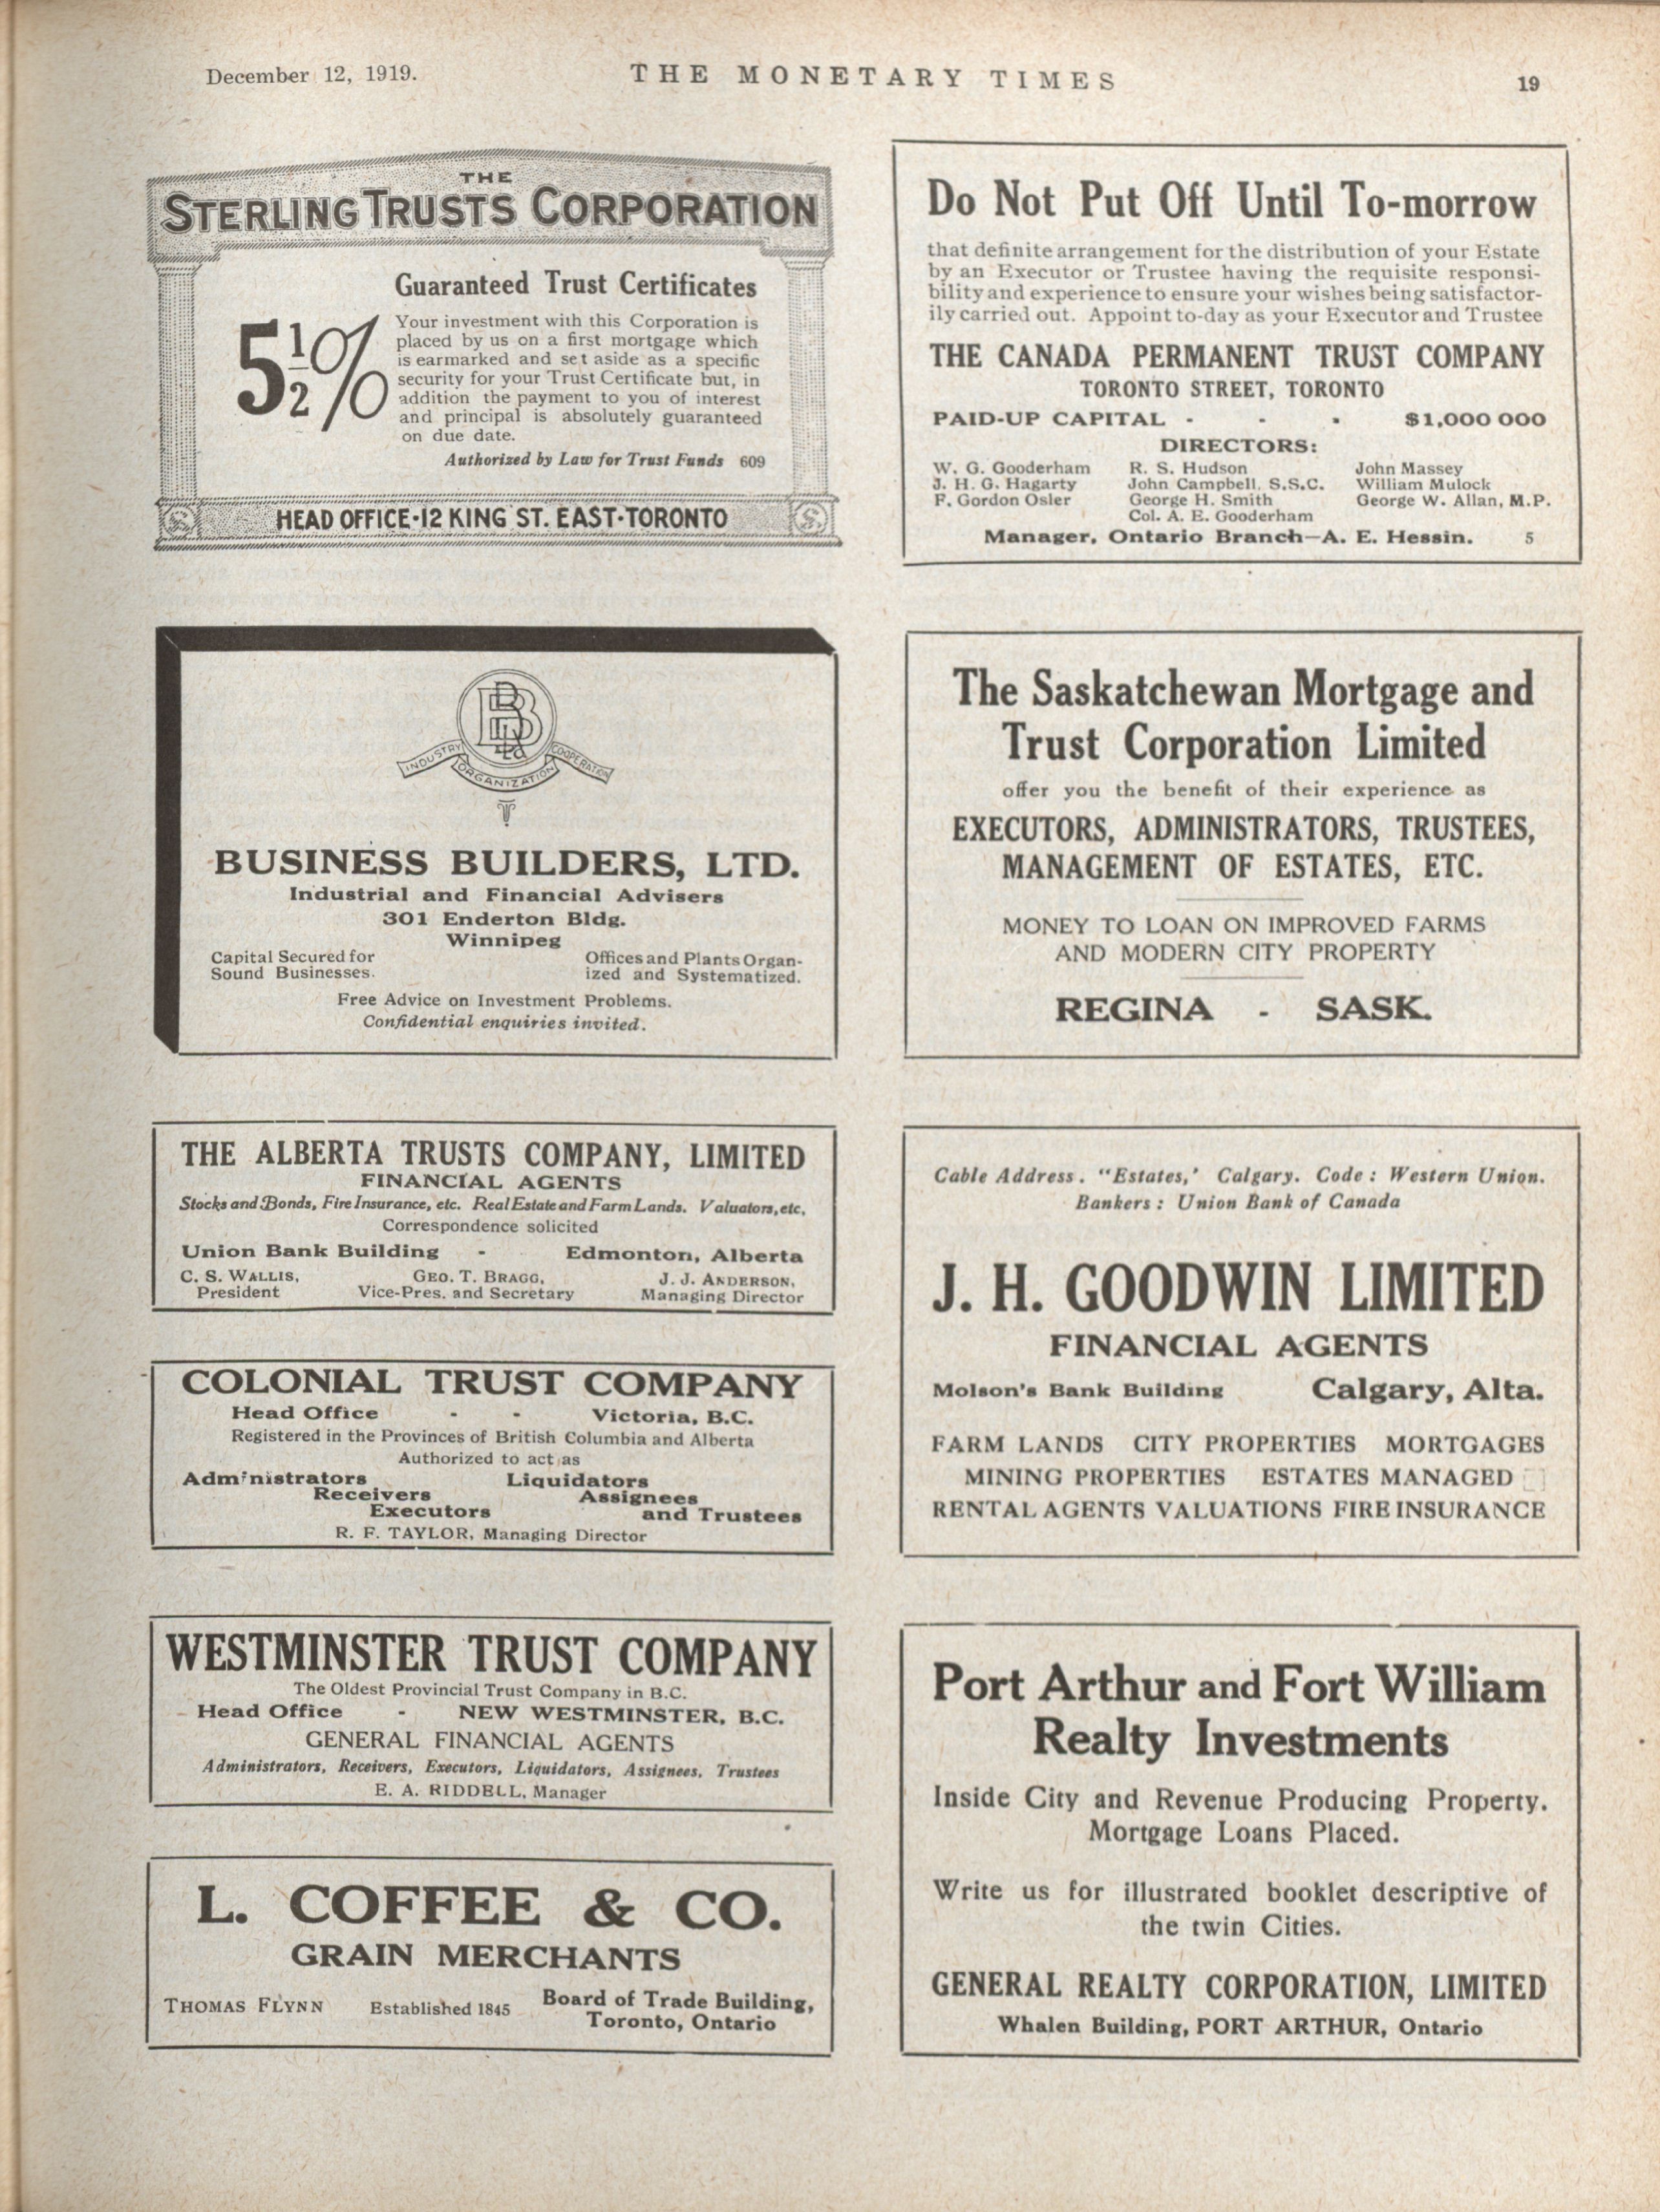 December 12, 1919.
THE MONETARY TIMES
19
THE
STERLING TRUSTS CORPORATION
Guaranteed Trust Certificates
5½%
Your investment with this Corporation is
placed by us on a first mortgage which
is earmarked and set aside as a specific
security for your Trust Certificate but, in
addition the payment to you of interest
and principal is absolutely guaranteed
on due date.
Authorized by Law for Trust Funds 609
HEAD OFFICE-12 KING ST. EAST-TORONTO
BB Ltd
INDUSTRY
ORGANIZATION
COOPERATION
BUSINESS BUILDERS, LTD.
Industrial and Financial Advisers
301 Enderton Bldg.
Winnipeg
Capital Secured for
Sound Businesses.
Offices and Plants Organ-
ized and Systematized.
Free Advice on Investment Problems.
Confidential enquiries invited.
THE ALBERTA TRUSTS COMPANY, LIMITED
FINANCIAL AGENTS
Stocks and Bonds, Fire Insurance, etc. Real Estate and Farm Lands. Valuators, etc.
Correspondence solicited
Union Bank Building - Edmonton, Alberta
C. S. WALLIS,
President
GEO. T. BRAGG,
Vice-Pres. and Secretary
J. J. ANDERSON,
Managing Director
COLONIAL TRUST COMPANY
Head Office - - Victoria, B.C.
Registered in the Provinces of British Columbia and Alberta
Authorized to act as
Administrators Liquidators
Receivers Assignees
Executors and Trustees
R. F. TAYLOR, Managing Director
WESTMINSTER TRUST COMPANY
The Oldest Provincial Trust Company in B.C.
Head Office - NEW WESTMINSTER, B.C.
GENERAL FINANCIAL AGENTS
Administrators, Receivers, Executors, Liquidators, Assignees, Trustees
E. A. RIDDELL, Manager
L. COFFEE & CO.
GRAIN MERCHANTS
THOMAS FLYNN
Established 1845
Board of Trade Building,
Toronto, Ontario
Do Not Put Off Until To-morrow
that definite arrangement for the distribution of your Estate
by an Executor or Trustee having the requisite responsi-
bility and experience to ensure your wishes being satisfactor-
ily carried out. Appoint to-day as your Executor and Trustee
THE CANADA PERMANENT TRUST COMPANY
TORONTO STREET, TORONTO
PAID-UP CAPITAL - - - $1,000 000
DIRECTORS:
W. G. Gooderham R. S. Hudson John Massey
J. H. G. Hagarty John Campbell, S.S.C. William Mulock
F. Gordon Osler George H. Smith George W. Allan, M.P.
Col. A. E. Gooderham
Manager, Ontario Branch—A. E. Hessin. 5
The Saskatchewan Mortgage and
Trust Corporation Limited
offer you the benefit of their experience as
EXECUTORS, ADMINISTRATORS, TRUSTEES,
MANAGEMENT OF ESTATES, ETC.
MONEY TO LOAN ON IMPROVED FARMS
AND MODERN CITY PROPERTY
REGINA - SASK.
Cable Address. "Estates,' Calgary. Code: Western Union.
Bankers: Union Bank of Canada
J. H. GOODWIN LIMITED
FINANCIAL AGENTS
Molson's Bank Building Calgary, Alta.
FARM LANDS CITY PROPERTIES MORTGAGES
MINING PROPERTIES ESTATES MANAGED
RENTAL AGENTS VALUATIONS FIRE INSURANCE
Port Arthur and Fort William
Realty Investments
Inside City and Revenue Producing Property.
Mortgage Loans Placed.
Write us for illustrated booklet descriptive of
the twin Cities.
GENERAL REALTY CORPORATION, LIMITED
Whalen Building, PORT ARTHUR, Ontario